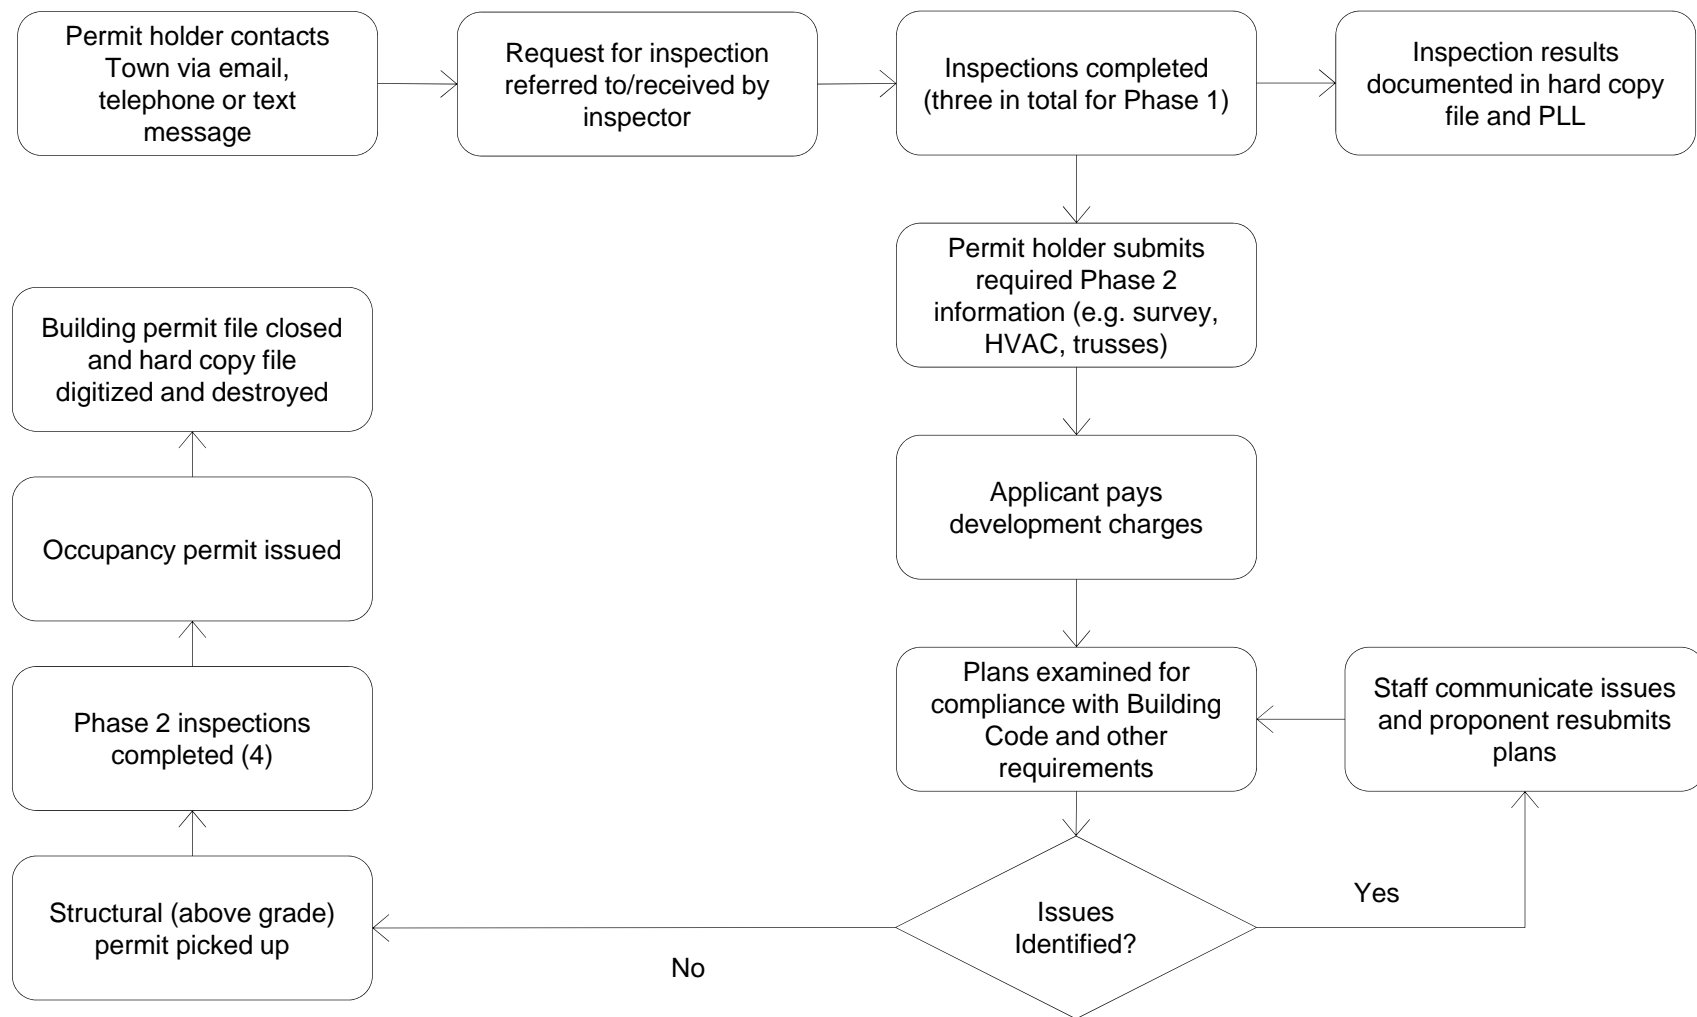 Permit holder contacts
Town via email,
telephone or text
message
Request for inspection
referred to/received by
inspector
Inspections completed
(three in total for Phase 1)
Inspection results
documented in hard copy
file and PLL
Permit holder submits
required Phase 2
information (e.g. survey,
HVAC, trusses)
Applicant pays
development charges
Plans examined for
compliance with Building
Code and other
requirements
Staff communicate issues
and proponent resubmits
plans
Issues
Identified?
Yes
No
Structural (above grade)
permit picked up
Phase 2 inspections
completed (4)
Occupancy permit issued
Building permit file closed
and hard copy file
digitized and destroyed